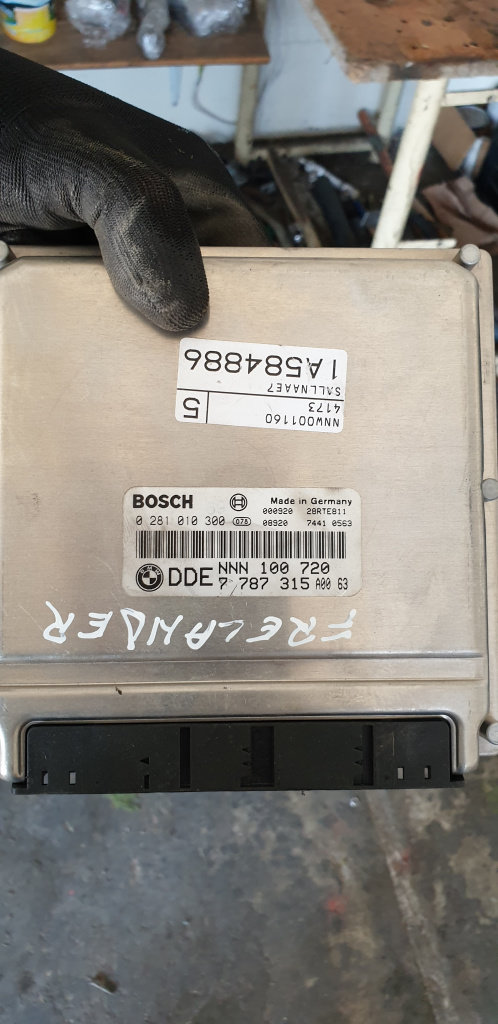 NNW001160
4173
5
SALLNAAE7
1A584886
BOSCH
Made in Germany
000920 28RTE811
0 281 010 300 078 08920 7441 0563
DDE NNN 100 720
7 787 315 A00 63
FRELANDER